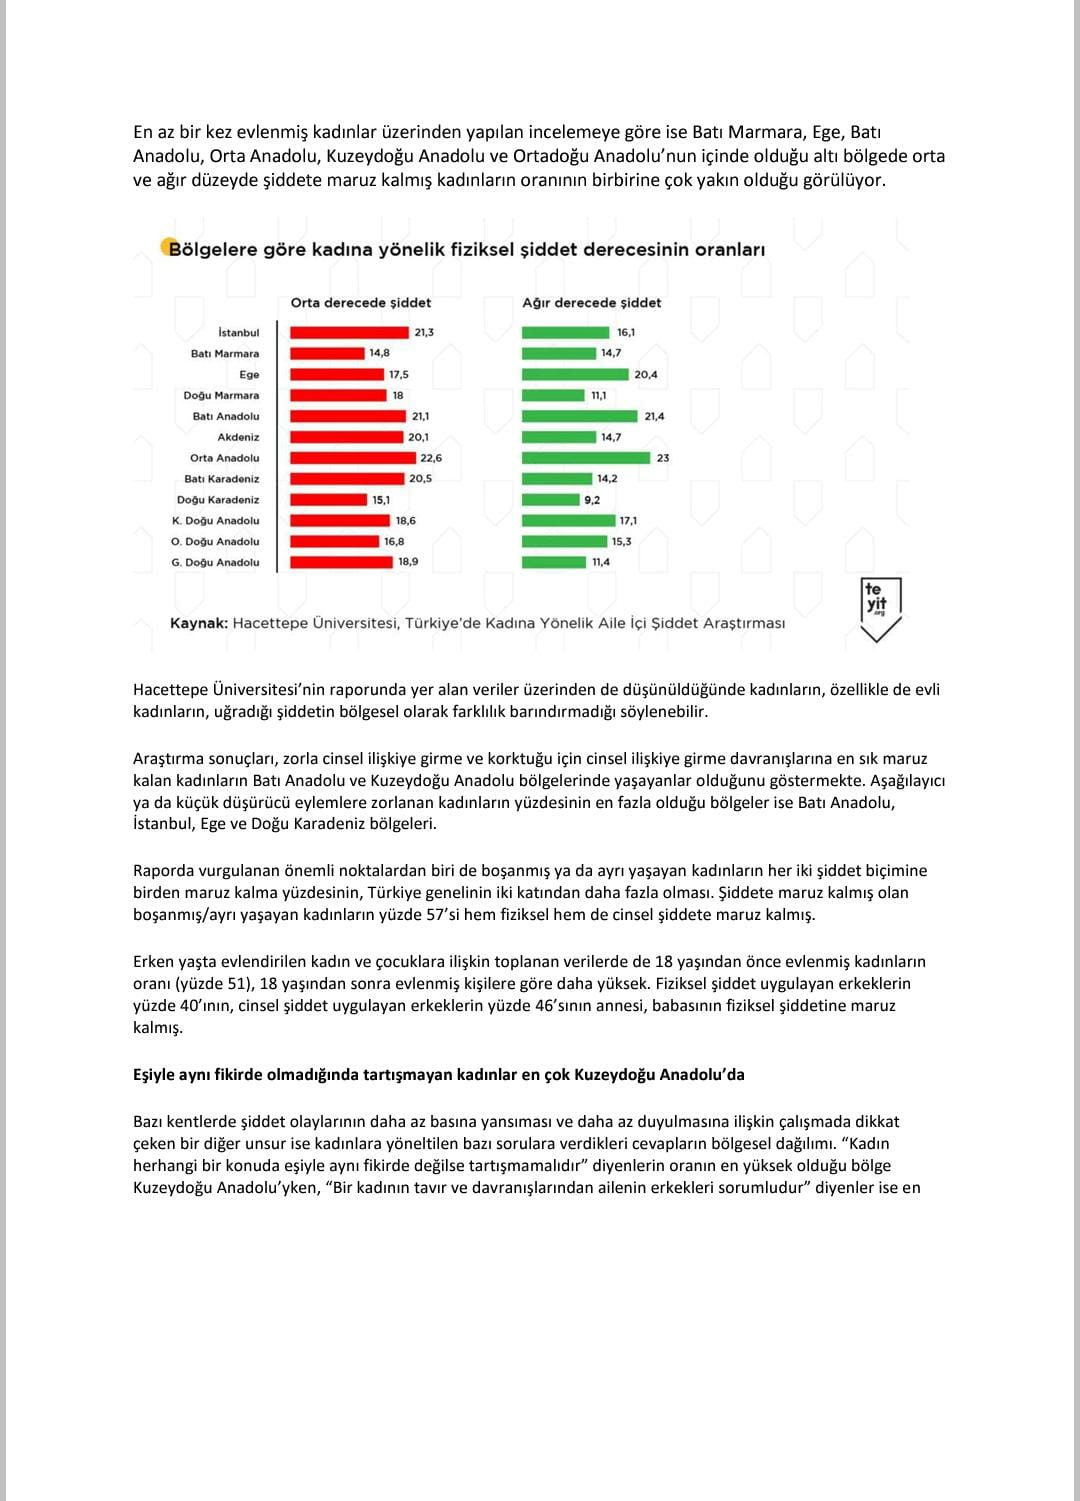 En az bir kez evlenmiş kadınlar üzerinden yapılan incelemeye göre ise Batı Marmara, Ege, Batı
Anadolu, Orta Anadolu, Kuzeydoğu Anadolu ve Ortadoğu Anadolu’nun içinde olduğu altı bölgede orta
ve ağır düzeyde şiddete maruz kalmış kadınların oranının birbirine çok yakın olduğu görülüyor.
Bölgelere göre kadına yönelik fiziksel şiddet derecesinin oranları
Orta derecede şiddet Ağır derecede şiddet
İstanbul 21,3 16,1
Batı Marmara 14,8 14,7
Ege 17,5 20,4
Doğu Marmara 18 11,1
Batı Anadolu 21,1 21,4
Akdeniz 20,1 14,7
Orta Anadolu 22,6 23
Batı Karadeniz 20,5 14,2
Doğu Karadeniz 15,1 9,2
K. Doğu Anadolu 18,6 17,1
O. Doğu Anadolu 16,8 15,3
G. Doğu Anadolu 18,9 11,4
te
yit
.org
Kaynak: Hacettepe Üniversitesi, Türkiye’de Kadına Yönelik Aile İçi Şiddet Araştırması
Hacettepe Üniversitesi’nin raporunda yer alan veriler üzerinden de düşünüldüğünde kadınların, özellikle de evli
kadınların, uğradığı şiddetin bölgesel olarak farklılık barındırmadığı söylenebilir.
Araştırma sonuçları, zorla cinsel ilişkiye girme ve korktuğu için cinsel ilişkiye girme davranışlarına en sık maruz
kalan kadınların Batı Anadolu ve Kuzeydoğu Anadolu bölgelerinde yaşayanlar olduğunu göstermekte. Aşağılayıcı
ya da küçük düşürücü eylemlere zorlanan kadınların yüzdesinin en fazla olduğu bölgeler ise Batı Anadolu,
İstanbul, Ege ve Doğu Karadeniz bölgeleri.
Raporda vurgulanan önemli noktalardan biri de boşanmış ya da ayrı yaşayan kadınların her iki şiddet biçimine
birden maruz kalma yüzdesinin, Türkiye genelinin iki katından daha fazla olması. Şiddete maruz kalmış olan
boşanmış/ayrı yaşayan kadınların yüzde 57’si hem fiziksel hem de cinsel şiddete maruz kalmış.
Erken yaşta evlendirilen kadın ve çocuklara ilişkin toplanan verilerde de 18 yaşından önce evlenmiş kadınların
oranı (yüzde 51), 18 yaşından sonra evlenmiş kişilere göre daha yüksek. Fiziksel şiddet uygulayan erkeklerin
yüzde 40’ının, cinsel şiddet uygulayan erkeklerin yüzde 46’sının annesi, babasının fiziksel şiddetine maruz
kalmış.
Eşiyle aynı fikirde olmadığında tartışmayan kadınlar en çok Kuzeydoğu Anadolu’da
Bazı kentlerde şiddet olaylarının daha az basına yansıması ve daha az duyulmasına ilişkin çalışmada dikkat
çeken bir diğer unsur ise kadınlara yöneltilen bazı sorulara verdikleri cevapların bölgesel dağılımı. “Kadın
herhangi bir konuda eşiyle aynı fikirde değilse tartışmamalıdır” diyenlerin oranın en yüksek olduğu bölge
Kuzeydoğu Anadolu’yken, “Bir kadının tavır ve davranışlarından ailenin erkekleri sorumludur” diyenler ise en